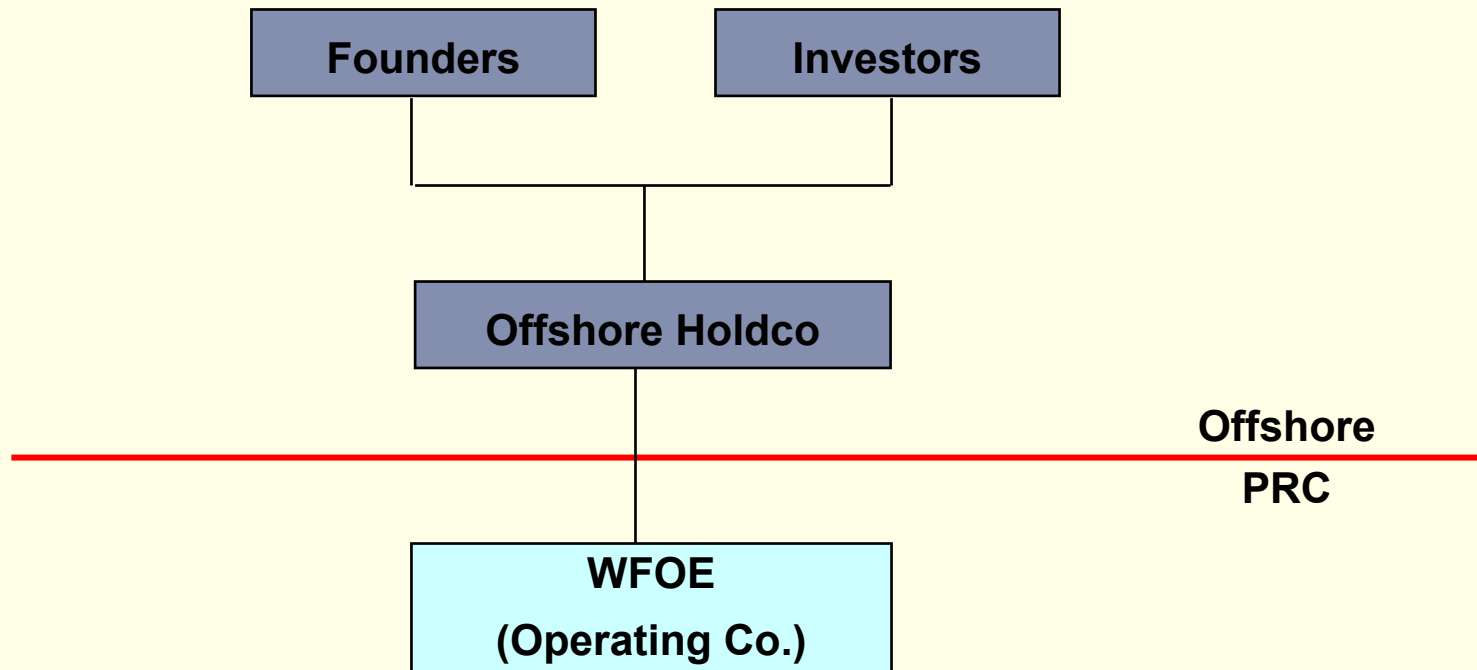 Founders
Investors
Offshore Holdco
Offshore
PRC
WFOE
(Operating Co.)